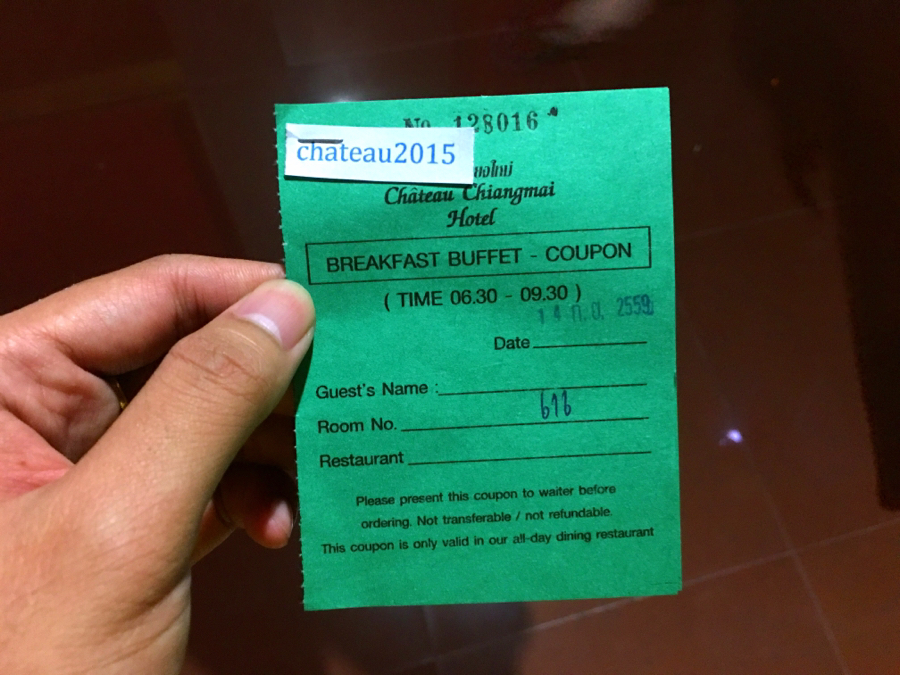 No 128016
chateau2015
Château Chiangmai
Hotel
BREAKFAST BUFFET - COUPON
( TIME 06.30 - 09.30 )
14 ก.ย. 2559
Date
Guest's Name :
Room No. 616
Restaurant
Please present this coupon to waiter before
ordering. Not transferable / not refundable.
This coupon is only valid in our all-day dining restaurant